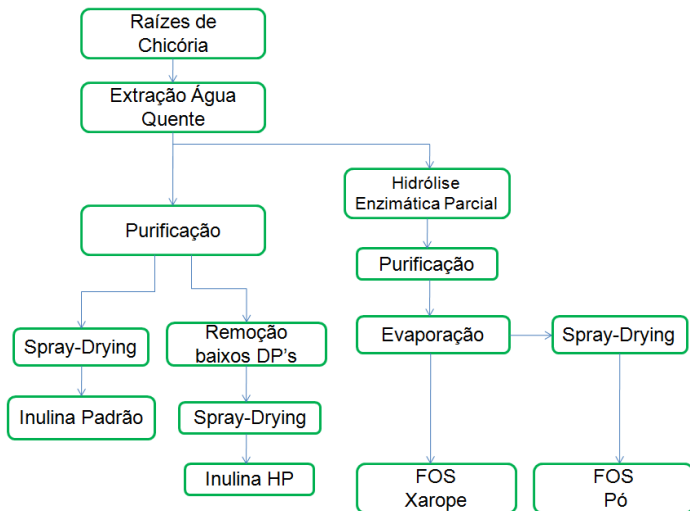 Raízes de
Chicória
Extração Água
Quente
Hidrólise
Enzimática Parcial
Purificação
Purificação
Spray-Drying
Remoção
baixos DP's
Evaporação
Spray-Drying
Inulina Padrão
Spray-Drying
Inulina HP
FOS
Xarope
FOS
Pó